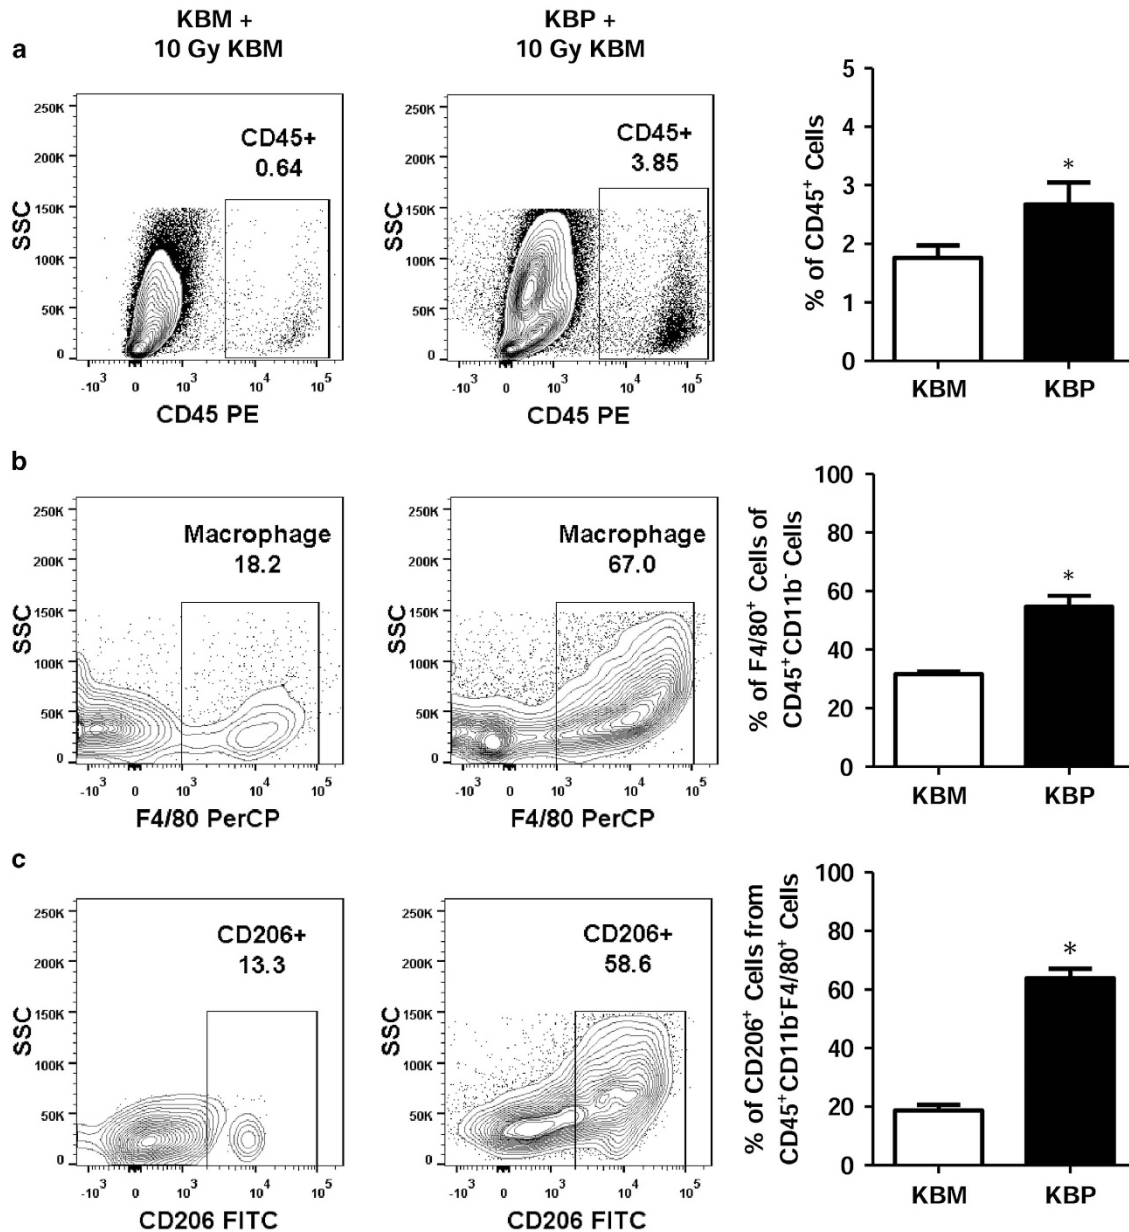 KBM +
10 Gy KBM
KBP +
10 Gy KBM
a
250K
200K
150K
100K
50K
0
SSC
CD45+
0.64
-10³ 0 10³ 10⁴ 10⁵
CD45 PE
250K
200K
150K
100K
50K
0
SSC
CD45+
3.85
-10³ 0 10³ 10⁴ 10⁵
CD45 PE
% of CD45⁺ Cells
5
4
3
2
1
0
*
KBM KBP
b
250K
200K
150K
100K
50K
0
SSC
Macrophage
18.2
-10³ 0 10³ 10⁴ 10⁵
F4/80 PerCP
250K
200K
150K
100K
50K
0
SSC
Macrophage
67.0
-10³ 0 10³ 10⁴ 10⁵
F4/80 PerCP
% of F4/80⁺ Cells of
CD45⁺CD11b⁻ Cells
100
80
60
40
20
0
*
KBM KBP
c
250K
200K
150K
100K
50K
0
SSC
CD206+
13.3
-10³ 0 10³ 10⁴ 10⁵
CD206 FITC
250K
200K
150K
100K
50K
0
SSC
CD206+
58.6
-10³ 0 10³ 10⁴ 10⁵
CD206 FITC
% of CD206⁺ Cells from
CD45⁺CD11b⁻F4/80⁺ Cells
100
80
60
40
20
0
*
KBM KBP